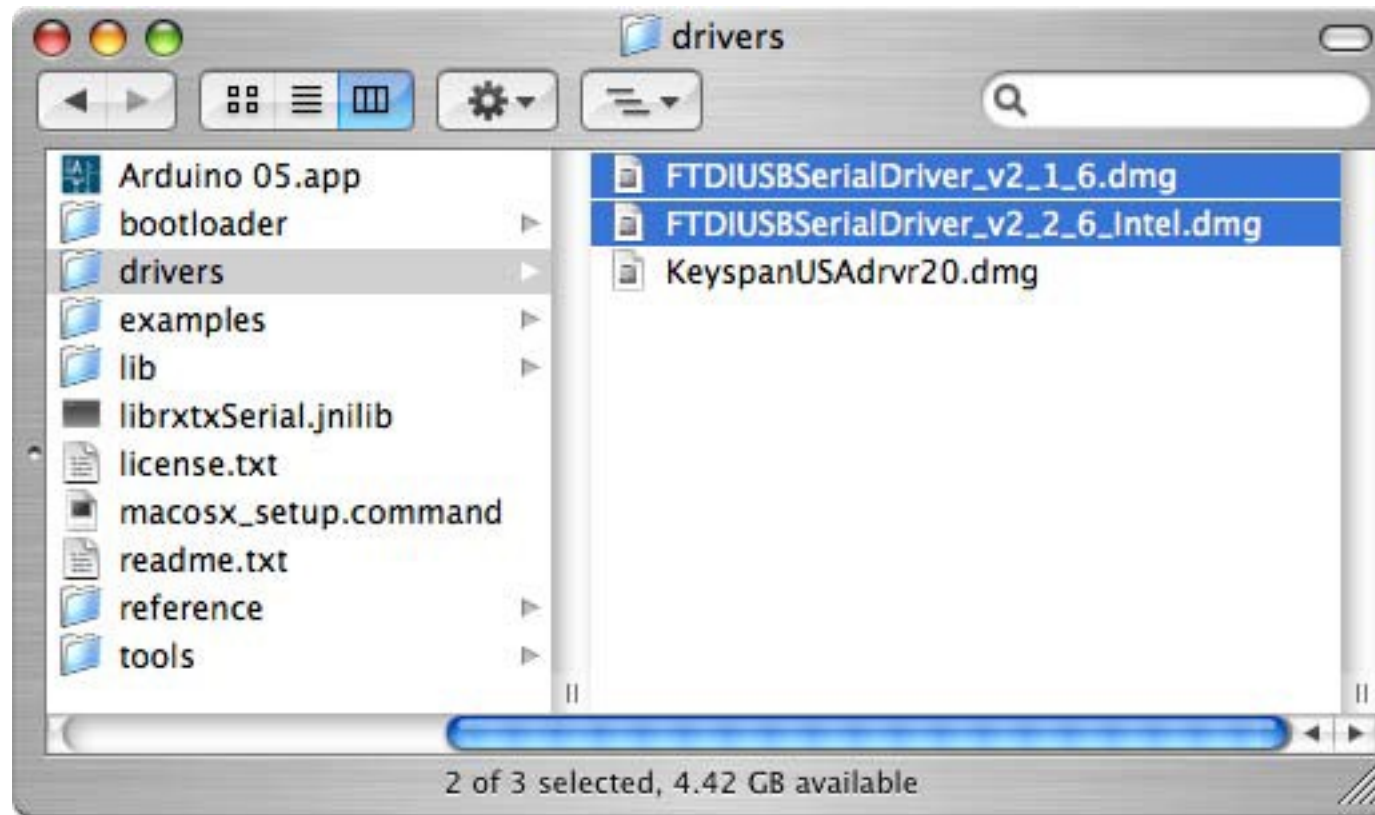 drivers
Arduino 05.app
bootloader
drivers
examples
lib
librxtxSerial.jnilib
license.txt
macosx_setup.command
readme.txt
reference
tools
FTDIUSBSerialDriver_v2_1_6.dmg
FTDIUSBSerialDriver_v2_2_6_Intel.dmg
KeyspanUSAdrvr20.dmg
2 of 3 selected, 4.42 GB available